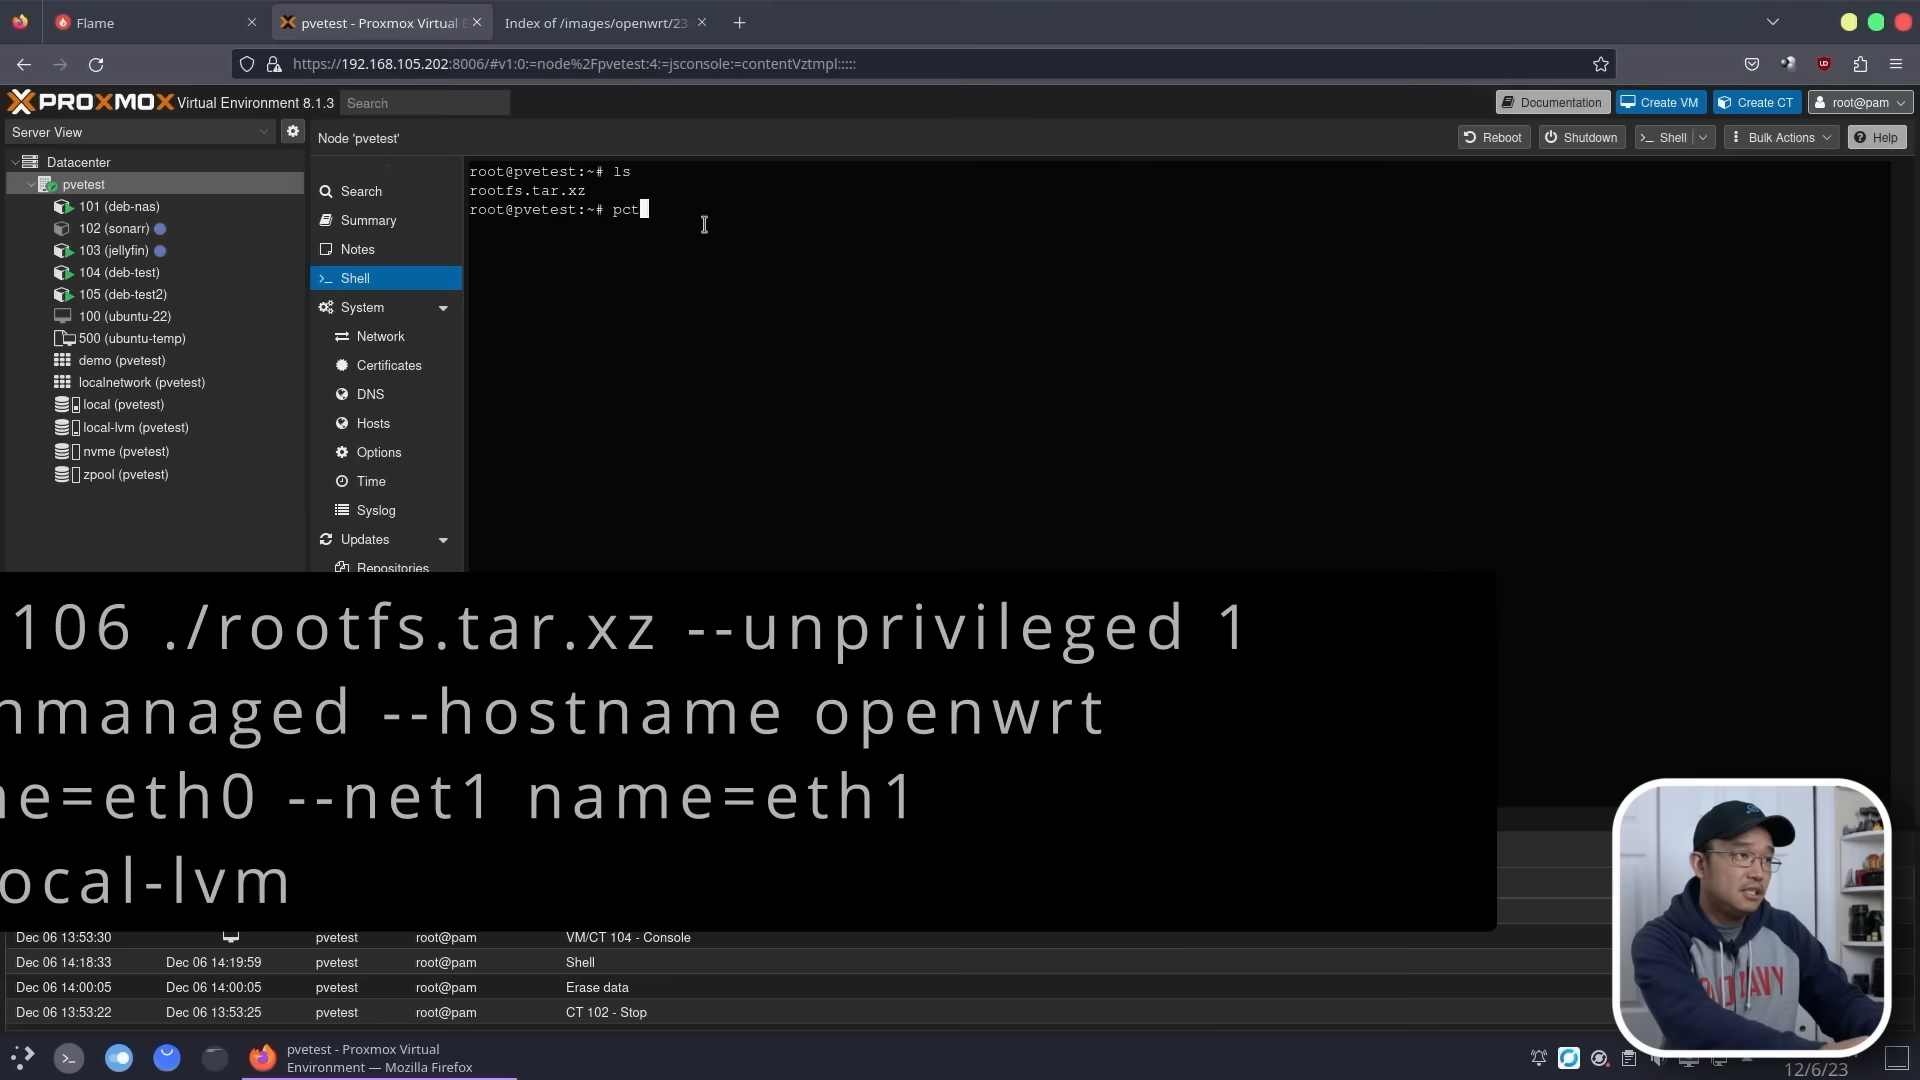 Flame
pvetest - Proxmox Virtual
Index of /images/openwrt/23
https://192.168.105.202:8006/#v1:0:=node%2Fpvetest:4:=jsconsole:=contentVztmpl:::::
PROXMOX Virtual Environment 8.1.3 Search Documentation Create VM Create CT root@pam
Server View
Node 'pvetest' Reboot Shutdown Shell Bulk Actions Help
Datacenter
pvetest
101 (deb-nas)
102 (sonarr)
103 (jellyfin)
104 (deb-test)
105 (deb-test2)
100 (ubuntu-22)
500 (ubuntu-temp)
demo (pvetest)
localnetwork (pvetest)
local (pvetest)
local-lvm (pvetest)
nvme (pvetest)
zpool (pvetest)
Search
Summary
Notes
Shell
System
Network
Certificates
DNS
Hosts
Options
Time
Syslog
Updates
Repositories
root@pvetest:~# ls
rootfs.tar.xz
root@pvetest:~# pct
106 ./rootfs.tar.xz --unprivileged 1
nmanaged --hostname openwrt
e=eth0 --net1 name=eth1
ocal-lvm
Dec 06 13:53:30 pvetest root@pam VM/CT 104 - Console
Dec 06 14:18:33 Dec 06 14:19:59 pvetest root@pam Shell
Dec 06 14:00:05 Dec 06 14:00:05 pvetest root@pam Erase data
Dec 06 13:53:22 Dec 06 13:53:25 pvetest root@pam CT 102 - Stop
pvetest - Proxmox Virtual
Environment — Mozilla Firefox
12/6/23